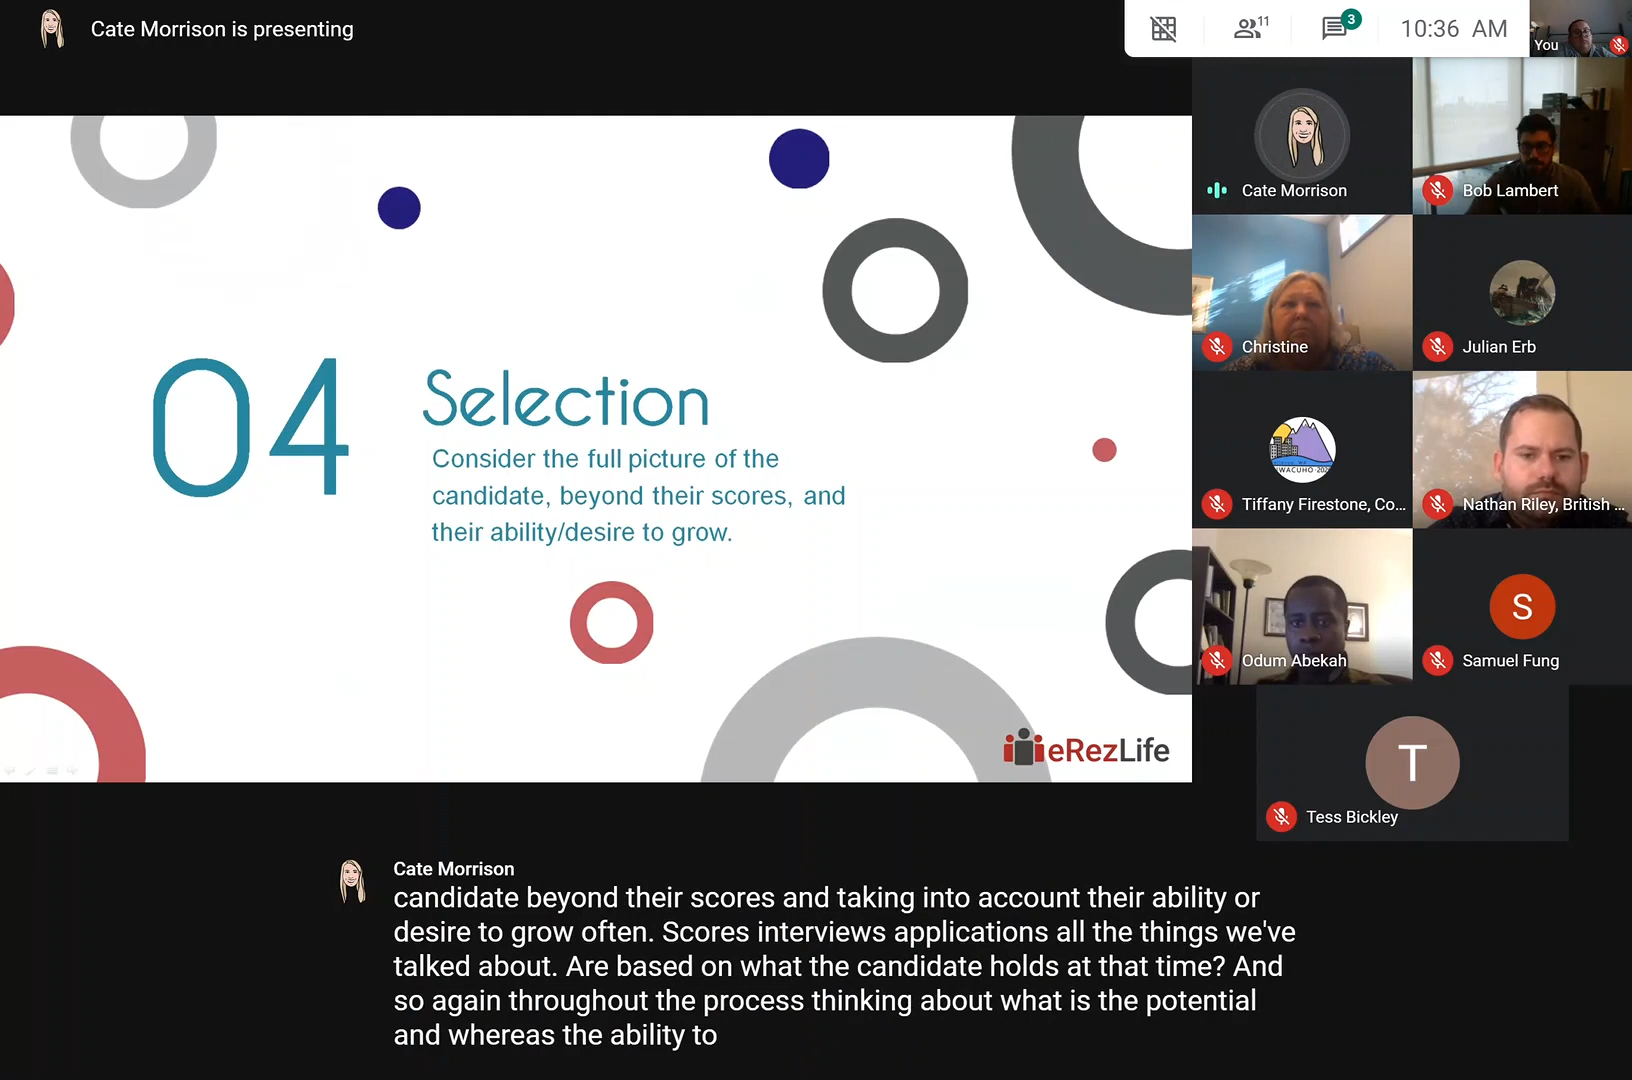 Cate Morrison is presenting
11
3
10:36 AM
You
Cate Morrison
Bob Lambert
Christine
Julian Erb
Tiffany Firestone, Co...
Nathan Riley, British ...
Odum Abekah
S
Samuel Fung
T
Tess Bickley
04
Selection
Consider the full picture of the
candidate, beyond their scores, and
their ability/desire to grow.
eRezLife
Cate Morrison
candidate beyond their scores and taking into account their ability or
desire to grow often. Scores interviews applications all the things we've
talked about. Are based on what the candidate holds at that time? And
so again throughout the process thinking about what is the potential
and whereas the ability to